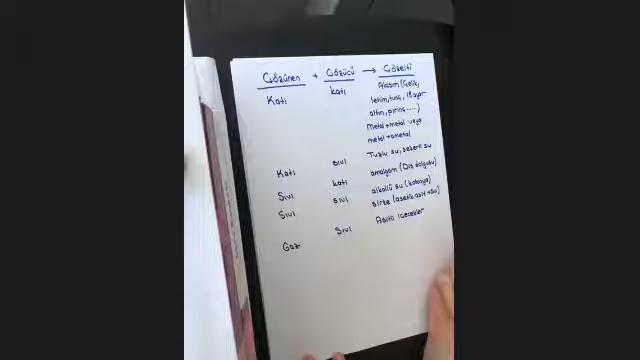 Çözünen + Çözücü → Çözelti
Katı katı Alaşım (Çelik,
lehim, tunç, 18 ayar
altın, pirinç .....)
Metal + metal veya
metal + ametal
Katı sıvı Tuzlu su, şekerli su
Sıvı katı amalgam (Diş dolgusu)
Sıvı sıvı alkollü su (kolonya)
sirke (asetik asit + su)
Gaz Sıvı Asitli içecekler